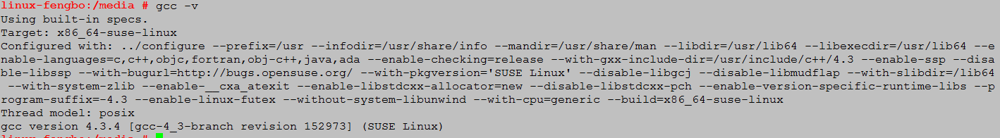 linux-fengbo:/media # gcc -v
Using built-in specs.
Target: x86_64-suse-linux
Configured with: ../configure --prefix=/usr --infodir=/usr/share/info --mandir=/usr/share/man --libdir=/usr/lib64 --libexecdir=/usr/lib64 --e
nable-languages=c,c++,objc,fortran,obj-c++,java,ada --enable-checking=release --with-gxx-include-dir=/usr/include/c++/4.3 --enable-ssp --disa
ble-libssp --with-bugurl=http://bugs.opensuse.org/ --with-pkgversion='SUSE Linux' --disable-libgcj --disable-libmudflap --with-slibdir=/lib64
 --with-system-zlib --enable-__cxa_atexit --enable-libstdcxx-allocator=new --disable-libstdcxx-pch --enable-version-specific-runtime-libs --p
rogram-suffix=-4.3 --enable-linux-futex --without-system-libunwind --with-cpu=generic --build=x86_64-suse-linux
Thread model: posix
gcc version 4.3.4 [gcc-4_3-branch revision 152973] (SUSE Linux)
linux-fengbo:/media #